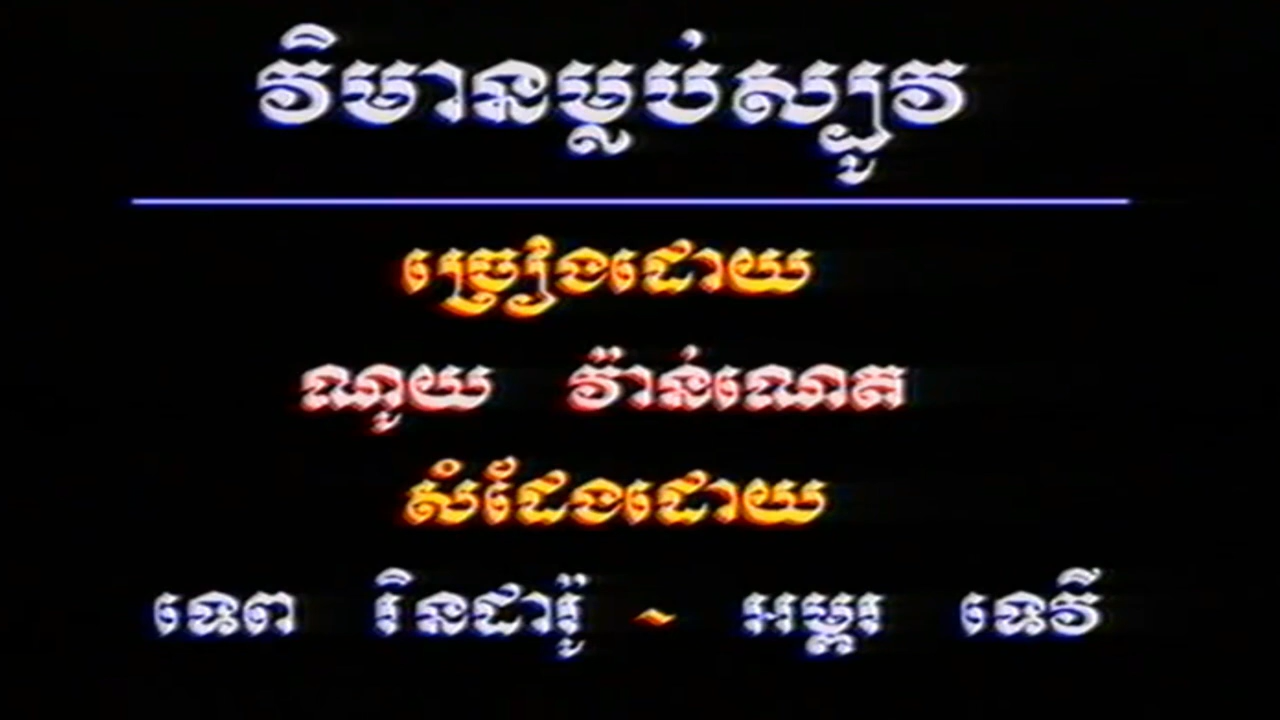 វិមានម្លប់ស្បូវ
ច្រៀងដោយ
ណូយ វ៉ាន់ណេត
សំដែងដោយ
ទេព រិនដារ៉ូ - អម្ពរ ទេវី